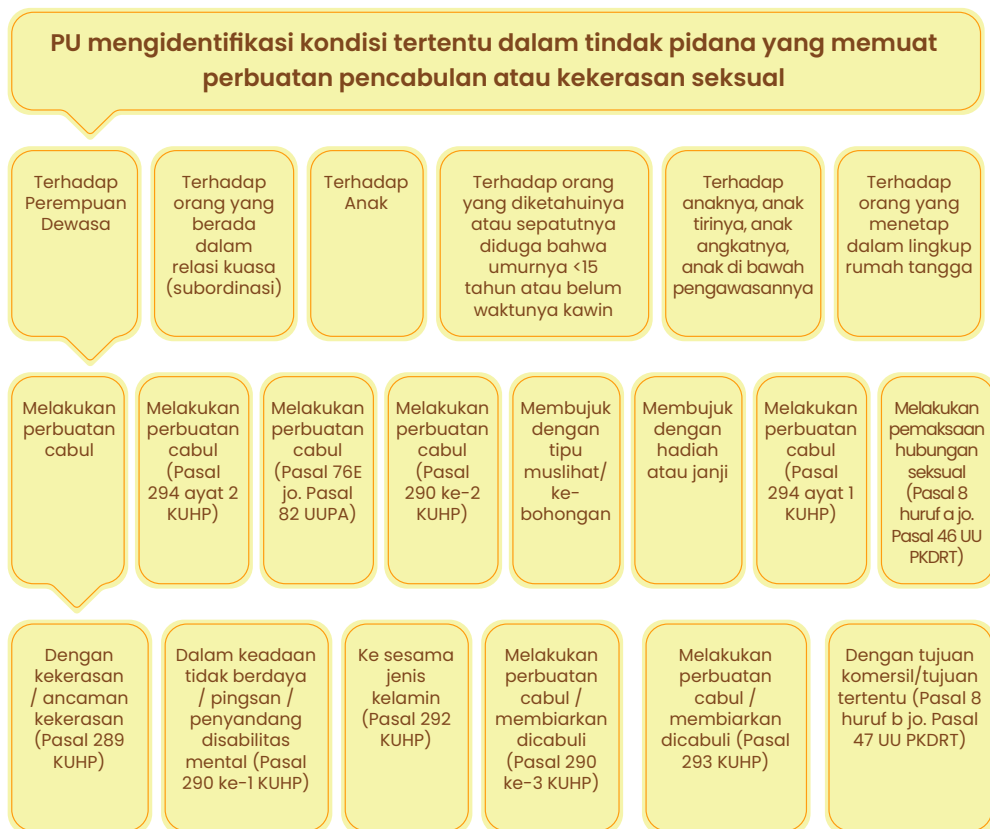 PU mengidentifikasi kondisi tertentu dalam tindak pidana yang memuat
perbuatan pencabulan atau kekerasan seksual
Terhadap
Perempuan
Dewasa
Terhadap
orang yang
berada
dalam
relasi kuasa
(subordinasi)
Terhadap
Anak
Terhadap orang
yang diketahuinya
atau sepatutnya
diduga bahwa
umurnya <15
tahun atau belum
waktunya kawin
Terhadap
anaknya, anak
tirinya, anak
angkatnya,
anak di bawah
pengawasannya
Terhadap
orang yang
menetap
dalam lingkup
rumah tangga
Melakukan
perbuatan
cabul
Melakukan
perbuatan
cabul
(Pasal
294 ayat 2
KUHP)
Melakukan
perbuatan
cabul
(Pasal 76E
jo. Pasal
82 UUPA)
Melakukan
perbuatan
cabul
(Pasal
290 ke-2
KUHP)
Membujuk
dengan
tipu
muslihat/
ke-
bohongan
Membujuk
dengan
hadiah
atau janji
Melakukan
perbuatan
cabul
(Pasal
294 ayat 1
KUHP)
Melakukan
pemaksaan
hubungan
seksual
(Pasal 8
huruf a jo.
Pasal 46 UU
PKDRT)
Dengan
kekerasan
/ ancaman
kekerasan
(Pasal 289
KUHP)
Dalam keadaan
tidak berdaya
/ pingsan /
penyandang
disabilitas
mental (Pasal
290 ke-1 KUHP)
Ke sesama
jenis
kelamin
(Pasal 292
KUHP)
Melakukan
perbuatan
cabul /
membiarkan
dicabuli
(Pasal 290
ke-3 KUHP)
Melakukan
perbuatan
cabul /
membiarkan
dicabuli (Pasal
293 KUHP)
Dengan tujuan
komersil/tujuan
tertentu (Pasal 8
huruf b jo. Pasal
47 UU PKDRT)